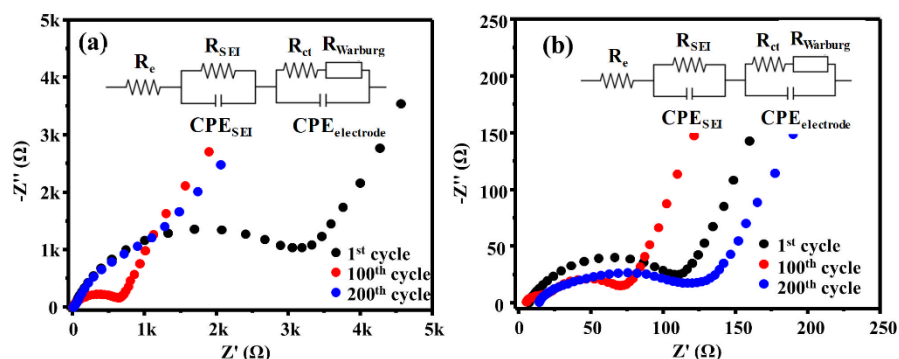 (a)
R_e
R_SEI
R_ct
R_Warburg
CPE_SEI
CPE_electrode
-Z'' (Ω)
5k
4k
3k
2k
1k
0
0
1k
2k
3k
4k
5k
Z' (Ω)
1st cycle
100th cycle
200th cycle
(b)
R_e
R_SEI
R_ct
R_Warburg
CPE_SEI
CPE_electrode
-Z'' (Ω)
250
200
150
100
50
0
0
50
100
150
200
250
Z' (Ω)
1st cycle
100th cycle
200th cycle